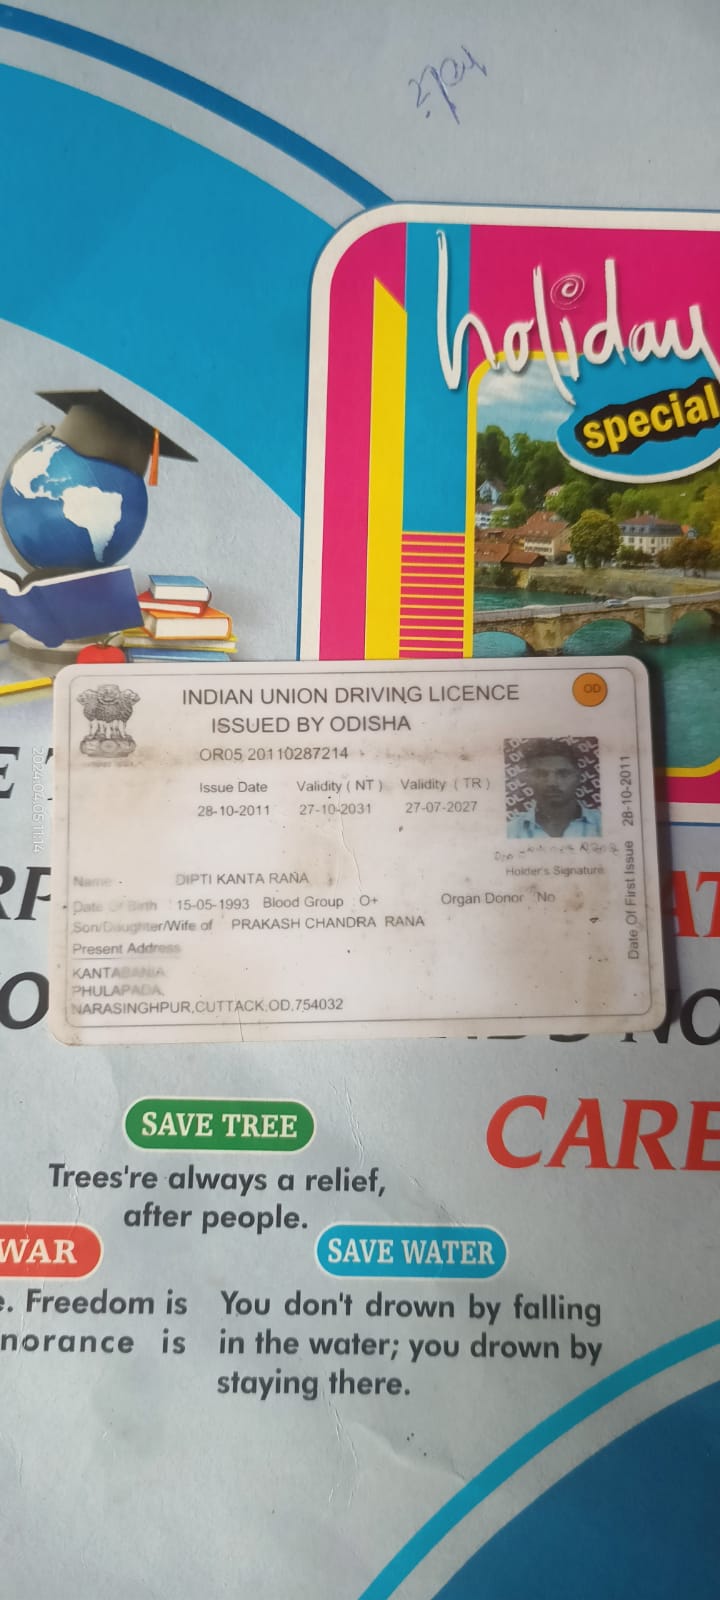 holiday
special
INDIAN UNION DRIVING LICENCE
ISSUED BY ODISHA
OD
OR05 20110287214
Issue Date Validity ( NT ) Validity ( TR )
28-10-2011 27-10-2031 27-07-2027
Holder's Signature
Date Of First Issue 28-10-2011
Name DIPTI KANTA RANA
Date Of Birth 15-05-1993 Blood Group O+ Organ Donor No
Son/Daughter/Wife of PRAKASH CHANDRA RANA
Present Address
KANTABANIA
PHULAPADA,
NARASINGHPUR,CUTTACK,OD,754032
2024.04.05 11:14
CARE
SAVE TREE
Trees're always a relief,
after people.
WAR
SAVE WATER
. Freedom is
norance is
You don't drown by falling
in the water; you drown by
staying there.